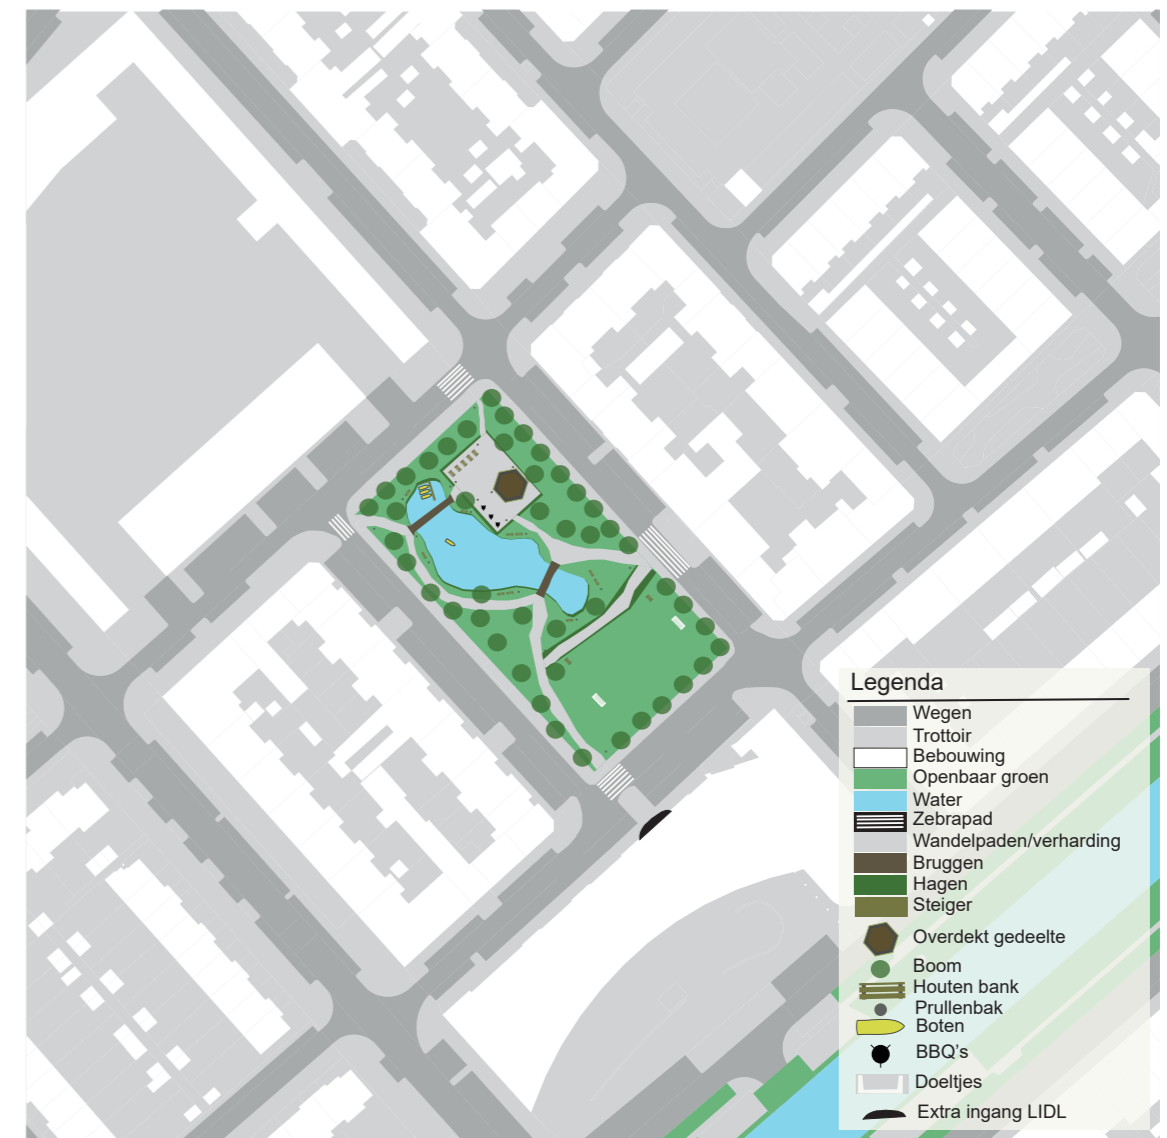 Legenda
Wegen
Trottoir
Bebouwing
Openbaar groen
Water
Zebrapad
Wandelpaden/verharding
Bruggen
Hagen
Steiger
Overdekt gedeelte
Boom
Houten bank
Prullenbak
Boten
BBQ's
Doeltjes
Extra ingang LIDL